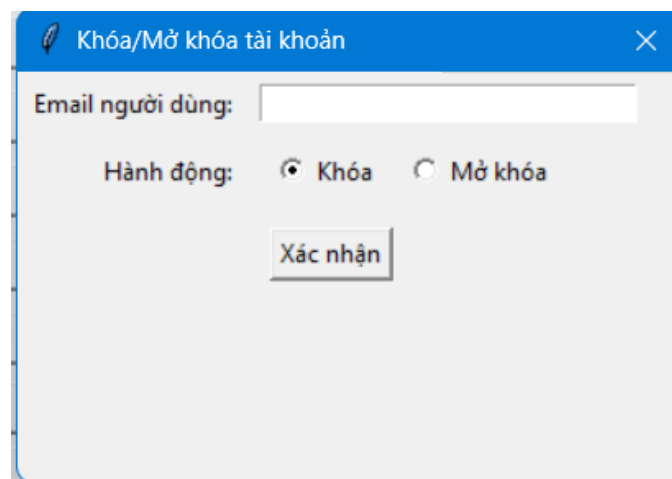 Khóa/Mở khóa tài khoản
Email người dùng:
Hành động: Khóa Mở khóa
Xác nhận